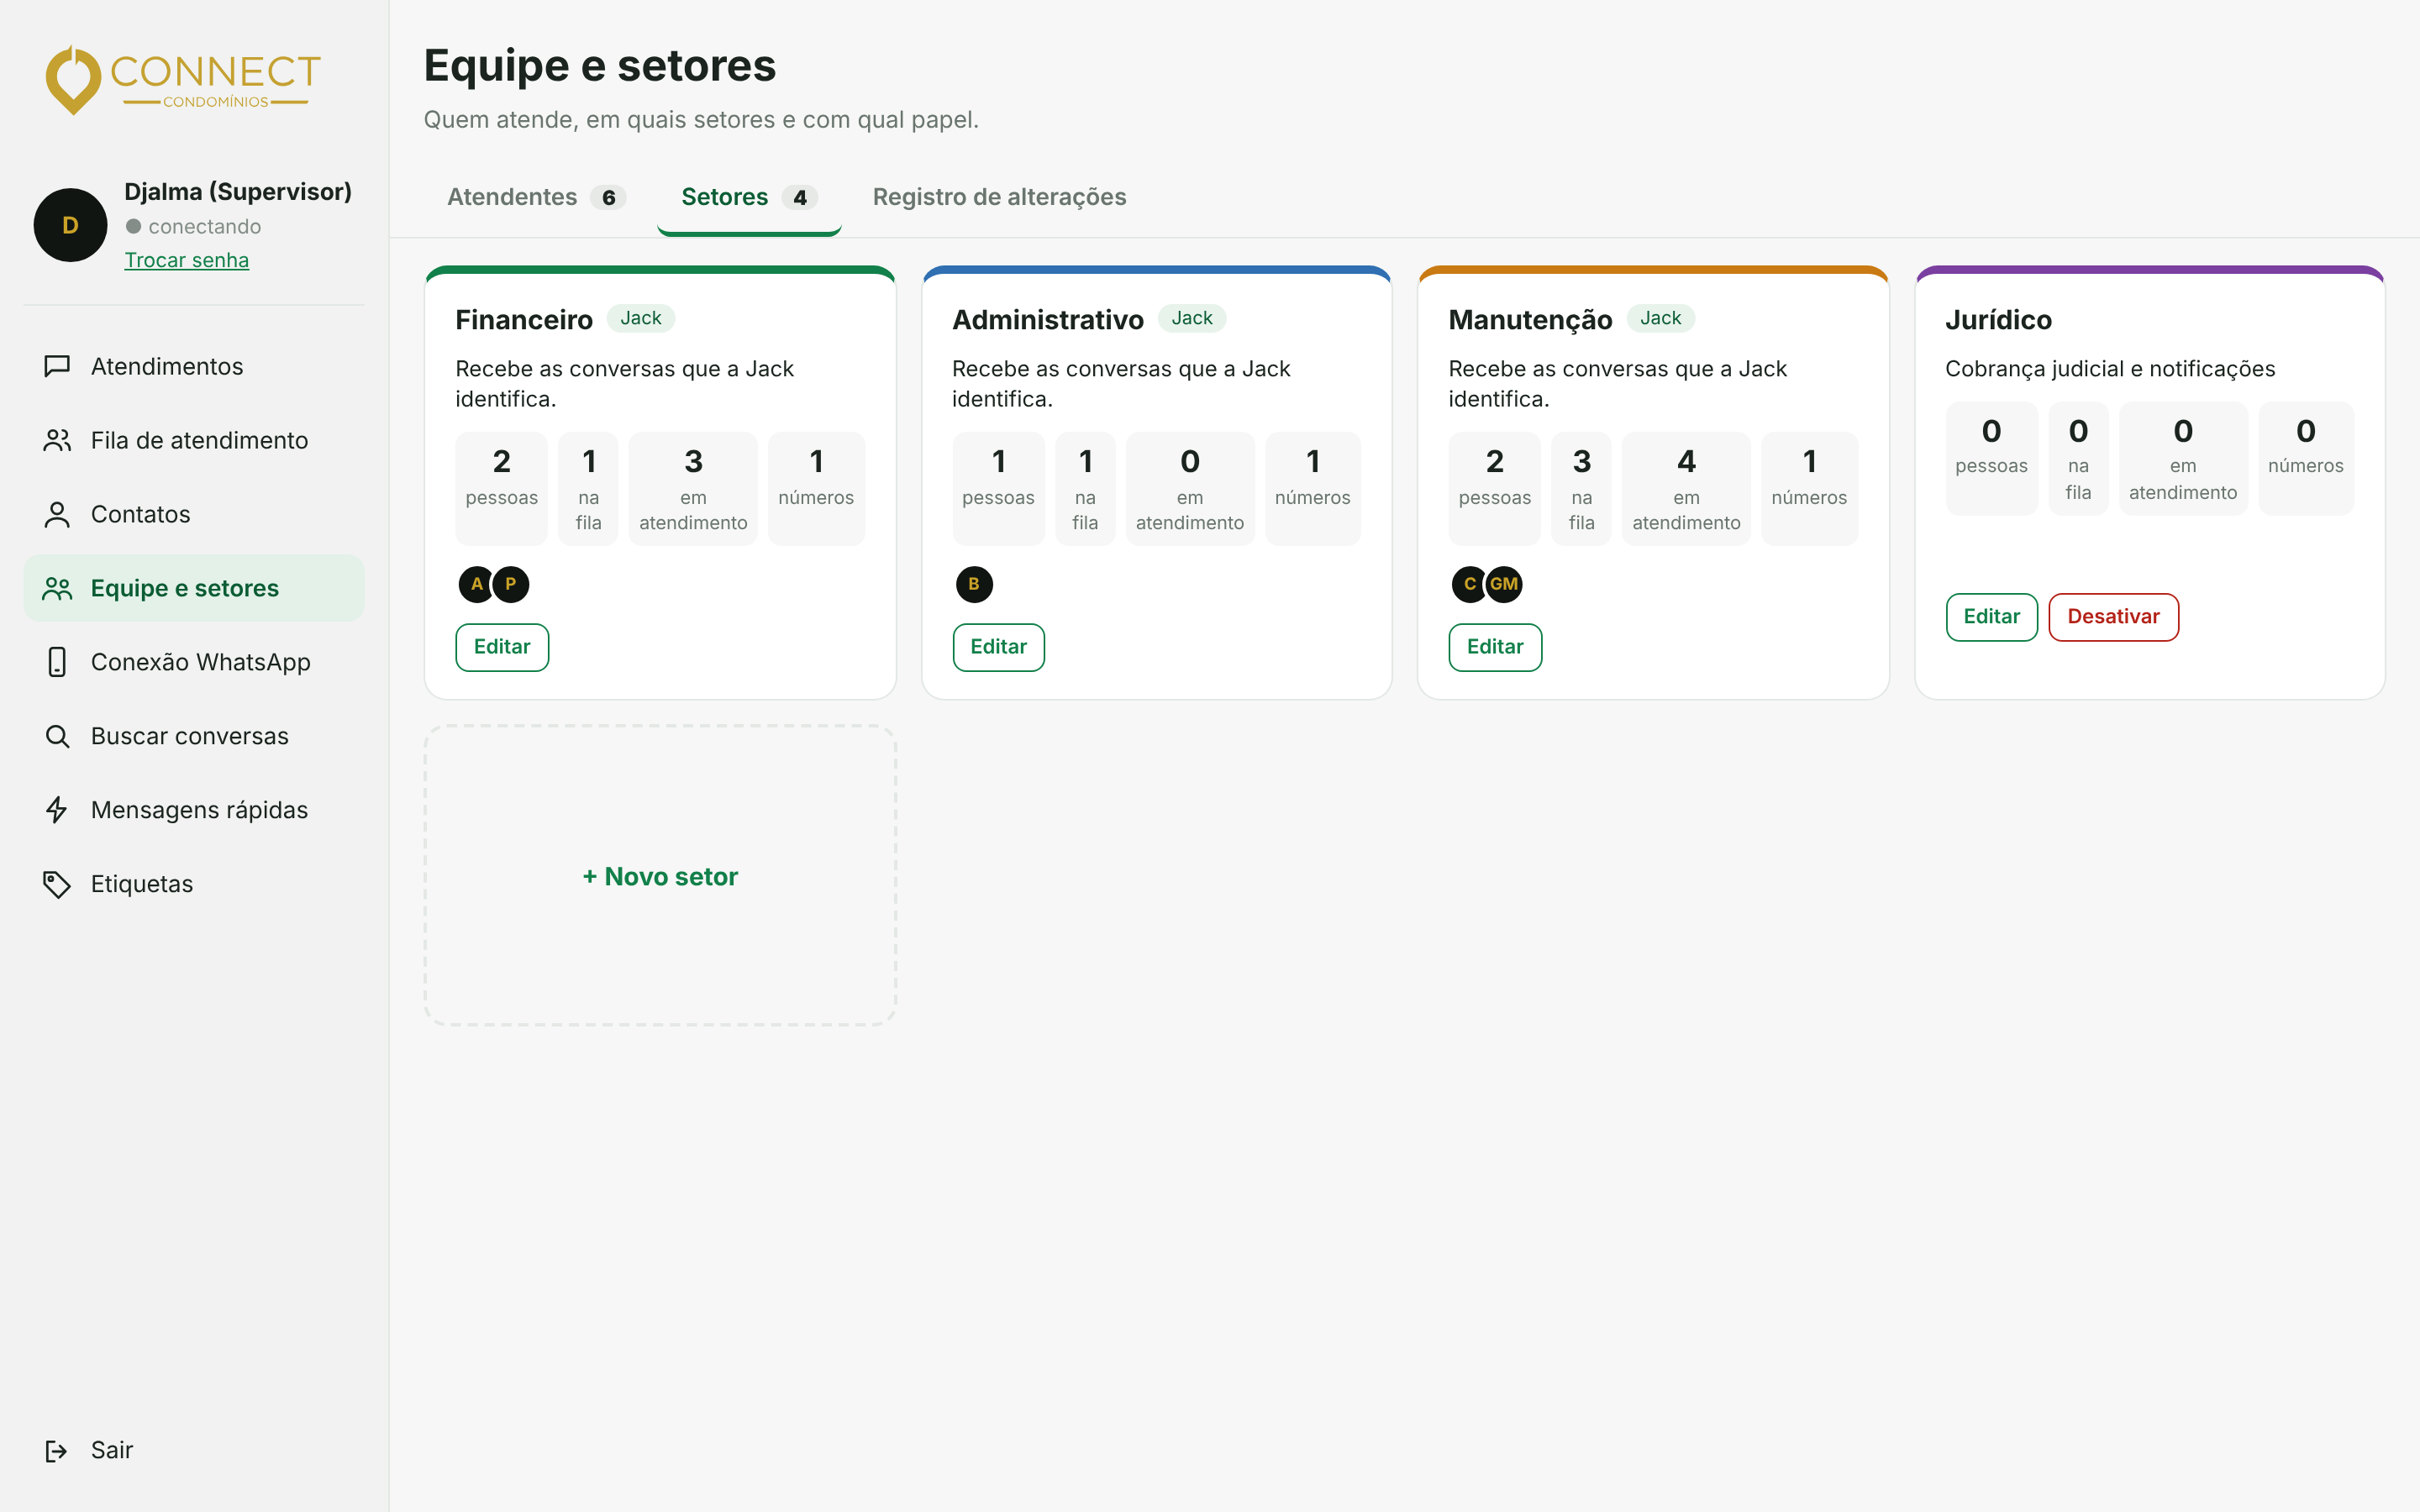 CONNECT
CONDOMÍNIOS
D
Djalma (Supervisor)
conectando
Trocar senha
Atendimentos
Fila de atendimento
Contatos
Equipe e setores
Conexão WhatsApp
Buscar conversas
Mensagens rápidas
Etiquetas
Sair
Equipe e setores
Quem atende, em quais setores e com qual papel.
Atendentes 6
Setores 4
Registro de alterações
Financeiro Jack
Recebe as conversas que a Jack
identifica.
2
pessoas
1
na
fila
3
em
atendimento
1
números
A
P
Editar
Administrativo Jack
Recebe as conversas que a Jack
identifica.
1
pessoas
1
na
fila
0
em
atendimento
1
números
B
Editar
Manutenção Jack
Recebe as conversas que a Jack
identifica.
2
pessoas
3
na
fila
4
em
atendimento
1
números
C
GM
Editar
Jurídico
Cobrança judicial e notificações
0
pessoas
0
na
fila
0
em
atendimento
0
números
Editar
Desativar
+ Novo setor